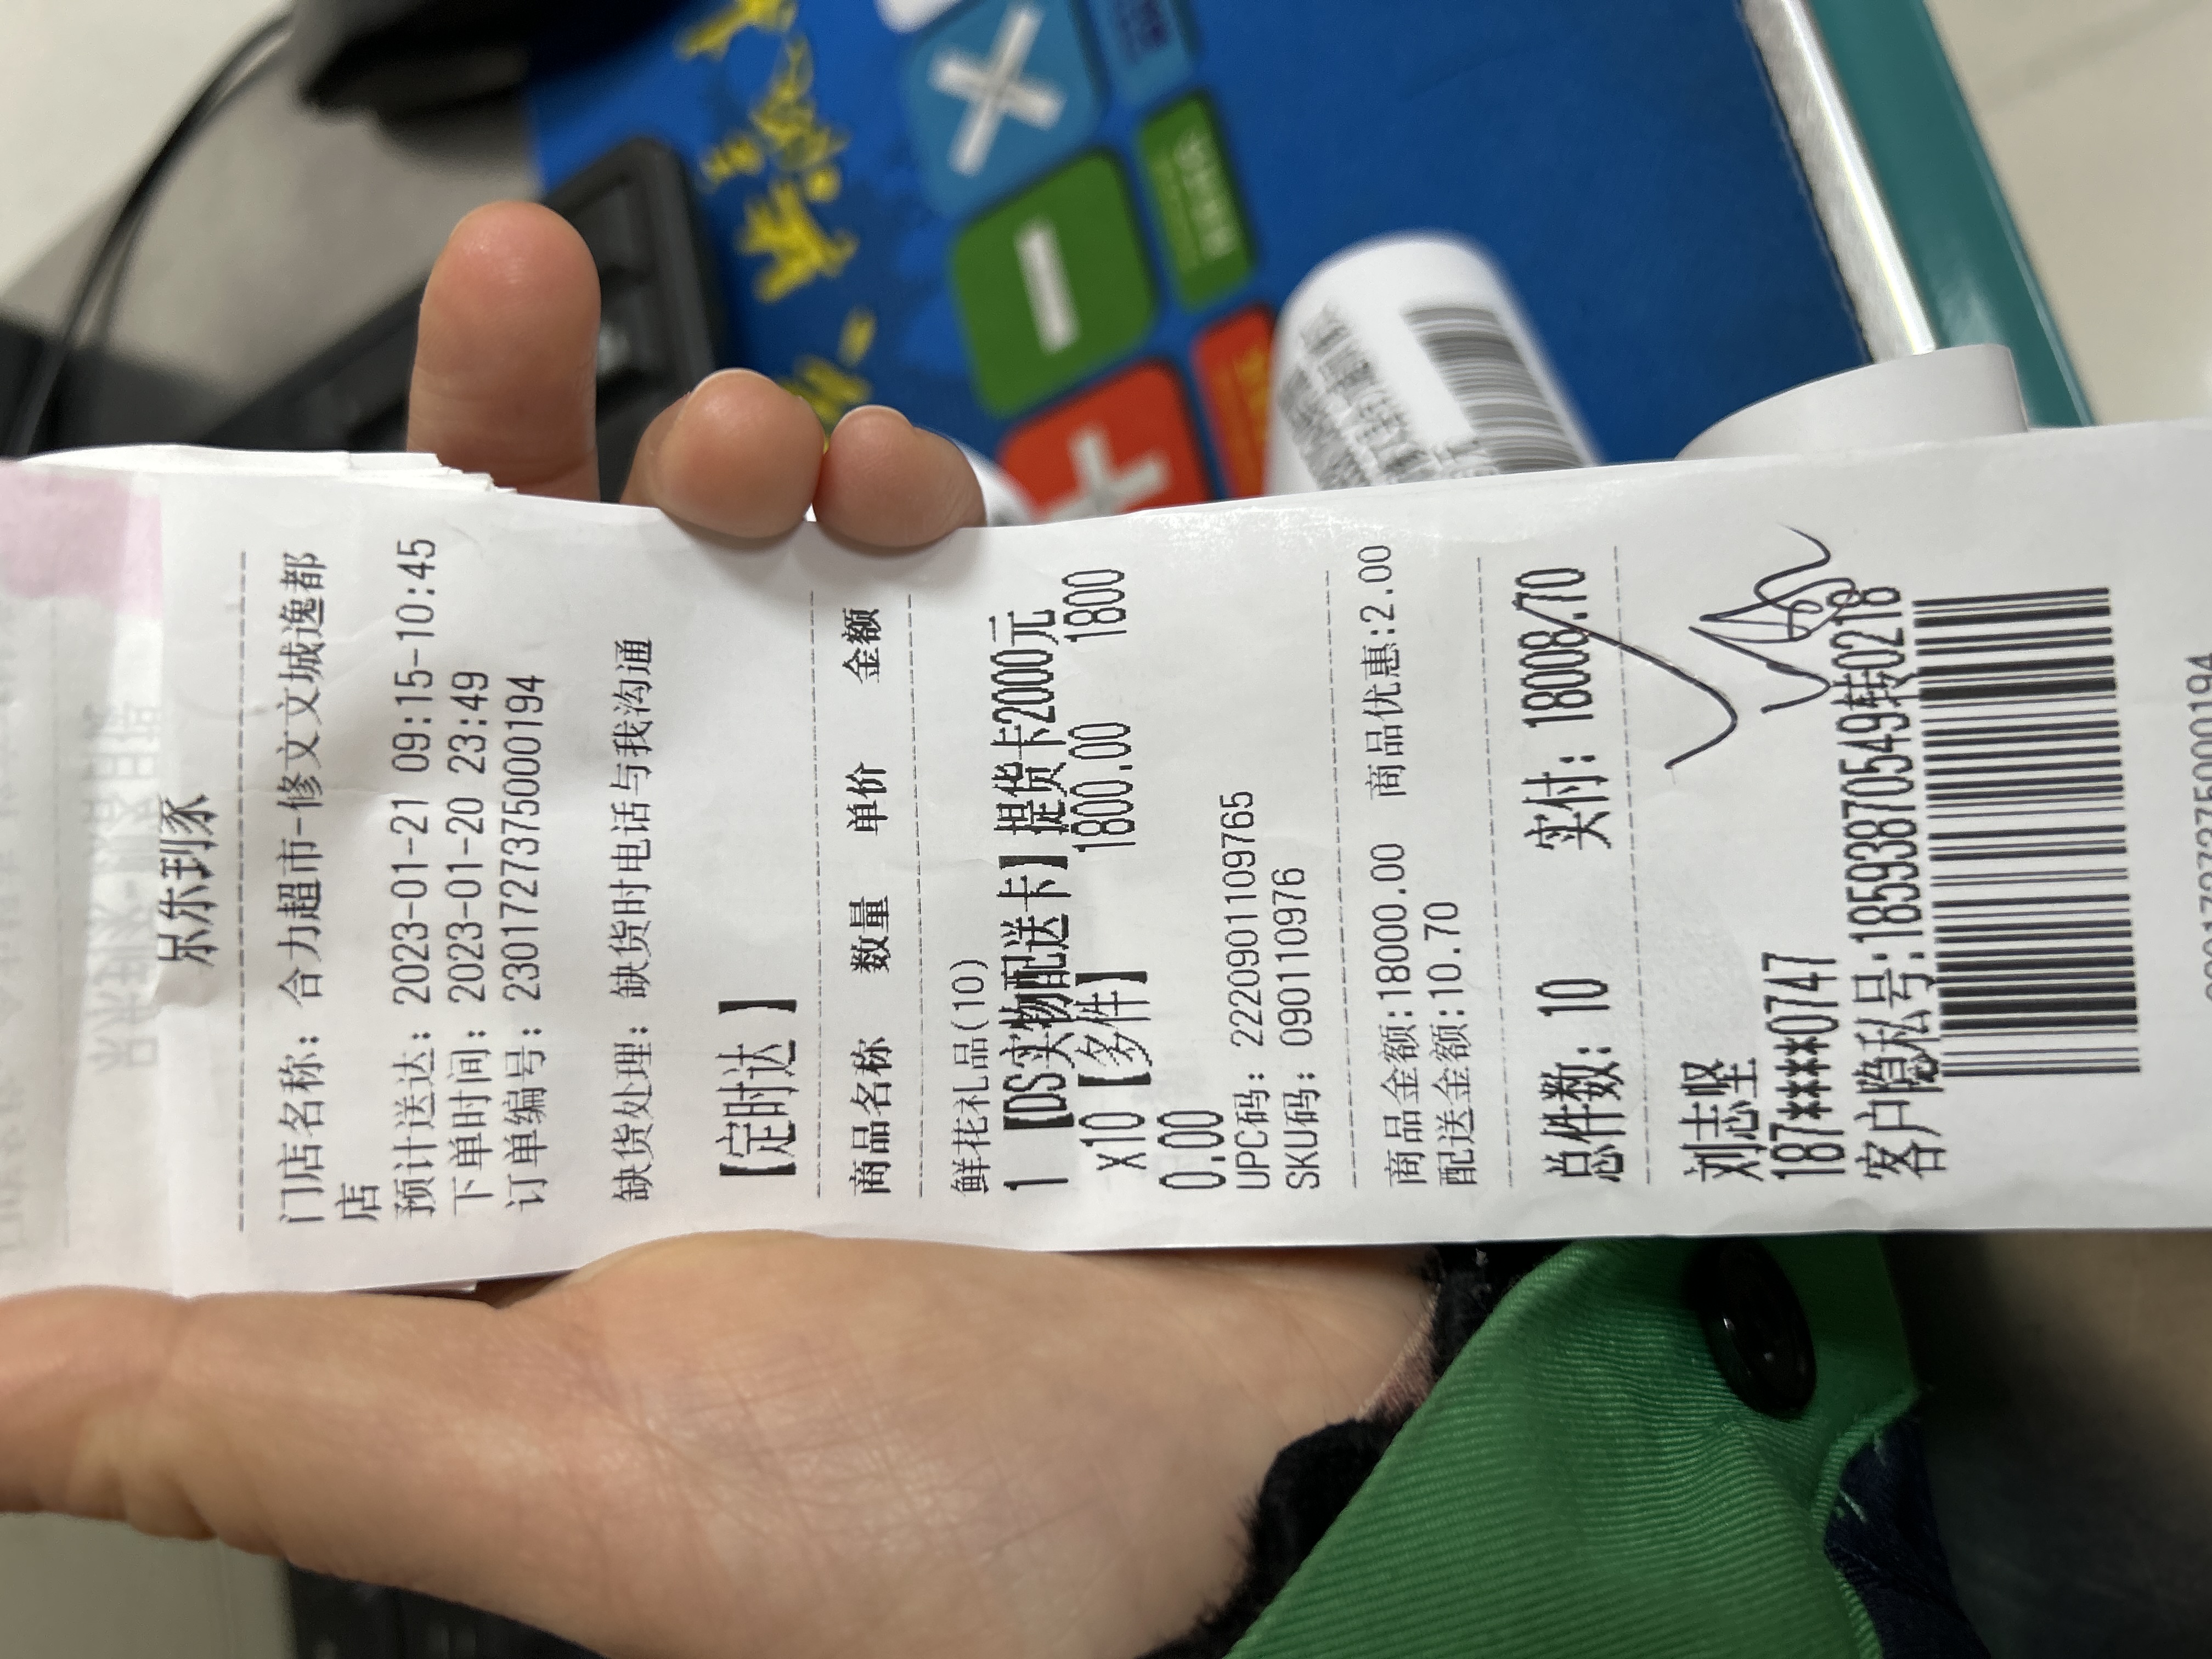 京东到家
门店名称: 合力超市-修文文城逸都
店
预计送达: 2023-01-21 09:15-10:45
下单时间: 2023-01-20 23:49
订单编号: 2301727375000194
缺货处理: 缺货时电话与我沟通
【定时达 】
商品名称 数量 单价 金额
鲜花礼品(10)
1 【DS实物配送卡】提货卡2000元
x10【多件】 1800.00 1800
0.00
UPC码: 2220901109765
SKU码: 090110976
商品金额:18000.00 商品优惠:2.00
配送金额:10.70
总件数: 10 实付: 18008.70
刘志坚
187****0747
客户隐私号:18593870549转0218